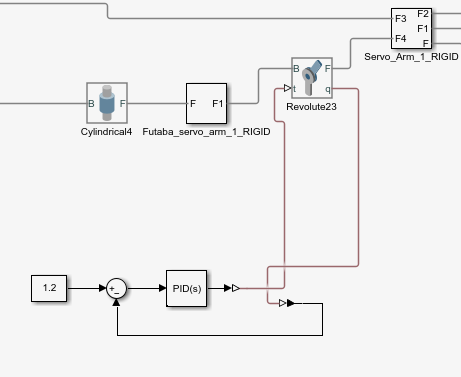 F3
F2
F1
F4
F
Servo_Arm_1_RIGID
B
F
t
q
Revolute23
B
F
Cylindrical4
F
F1
Futaba_servo_arm_1_RIGID
1.2
+
−
PID(s)